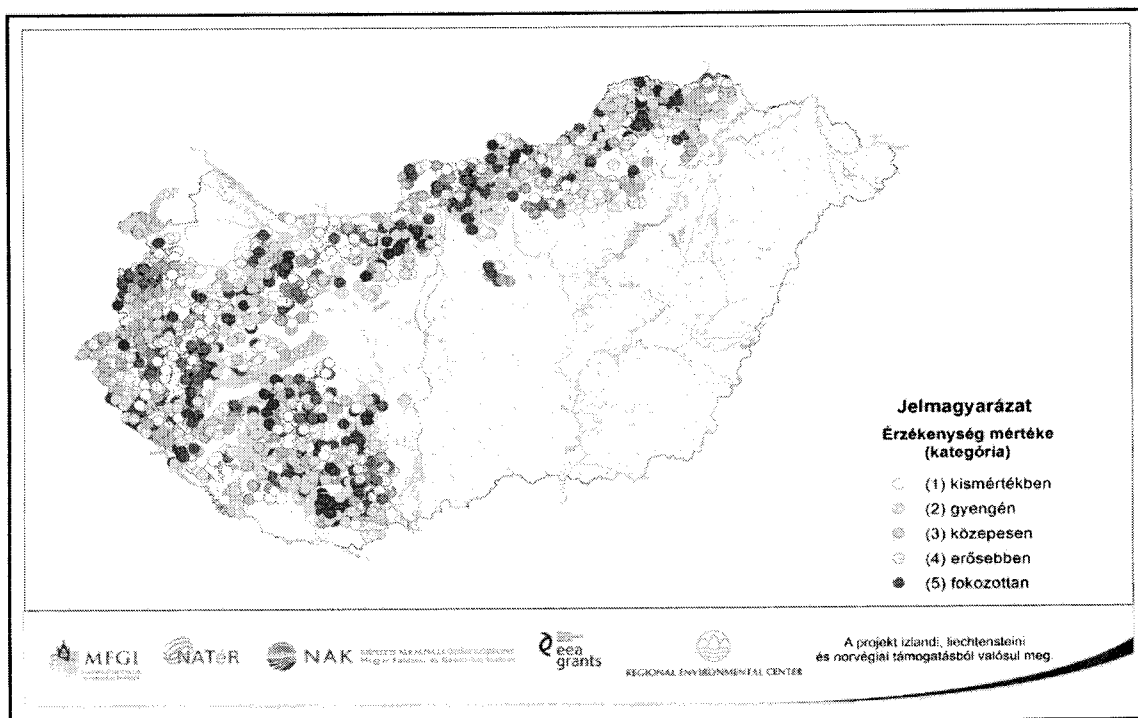 Jelmagyarázat
Érzékenység mértéke
(kategória)
(1) kismértékben
(2) gyengén
(3) közepesen
(4) erősebben
(5) fokozottan
MFGI
NATéR
NAK
eea
grants
REGIONAL ENVIRONMENTAL CENTER
A projekt izlandi, liechtensteini
és norvégiai támogatásból valósul meg.